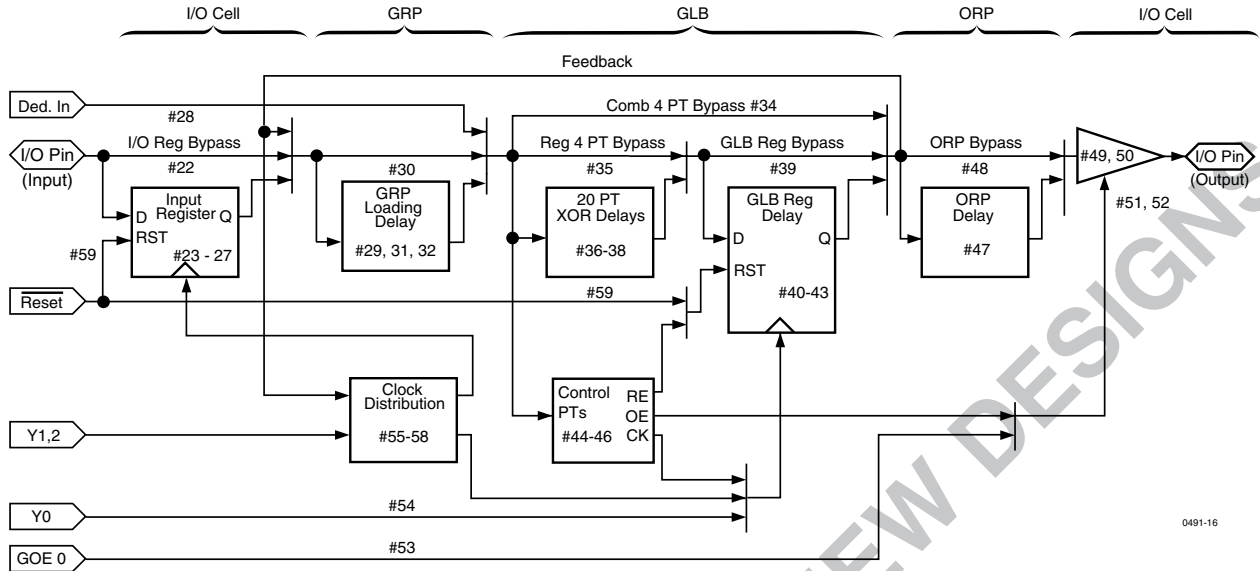 I/O Cell
GRP
GLB
ORP
I/O Cell
Feedback
Ded. In
#28
Comb 4 PT Bypass #34
I/O Pin
(Input)
I/O Reg Bypass
#22
#30
Reg 4 PT Bypass
#35
GLB Reg Bypass
#39
ORP Bypass
#48
#49, 50
I/O Pin
(Output)
#51, 52
Input
Register
D
Q
RST
#23 - 27
#59
GRP
Loading
Delay
#29, 31, 32
20 PT
XOR Delays
#36-38
GLB Reg
Delay
D
Q
RST
#40-43
ORP
Delay
#47
Reset
#59
Clock
Distribution
#55-58
Control
PTs
#44-46
RE
OE
CK
Y1,2
Y0
#54
GOE 0
#53
0491-16
EW DESIGNS